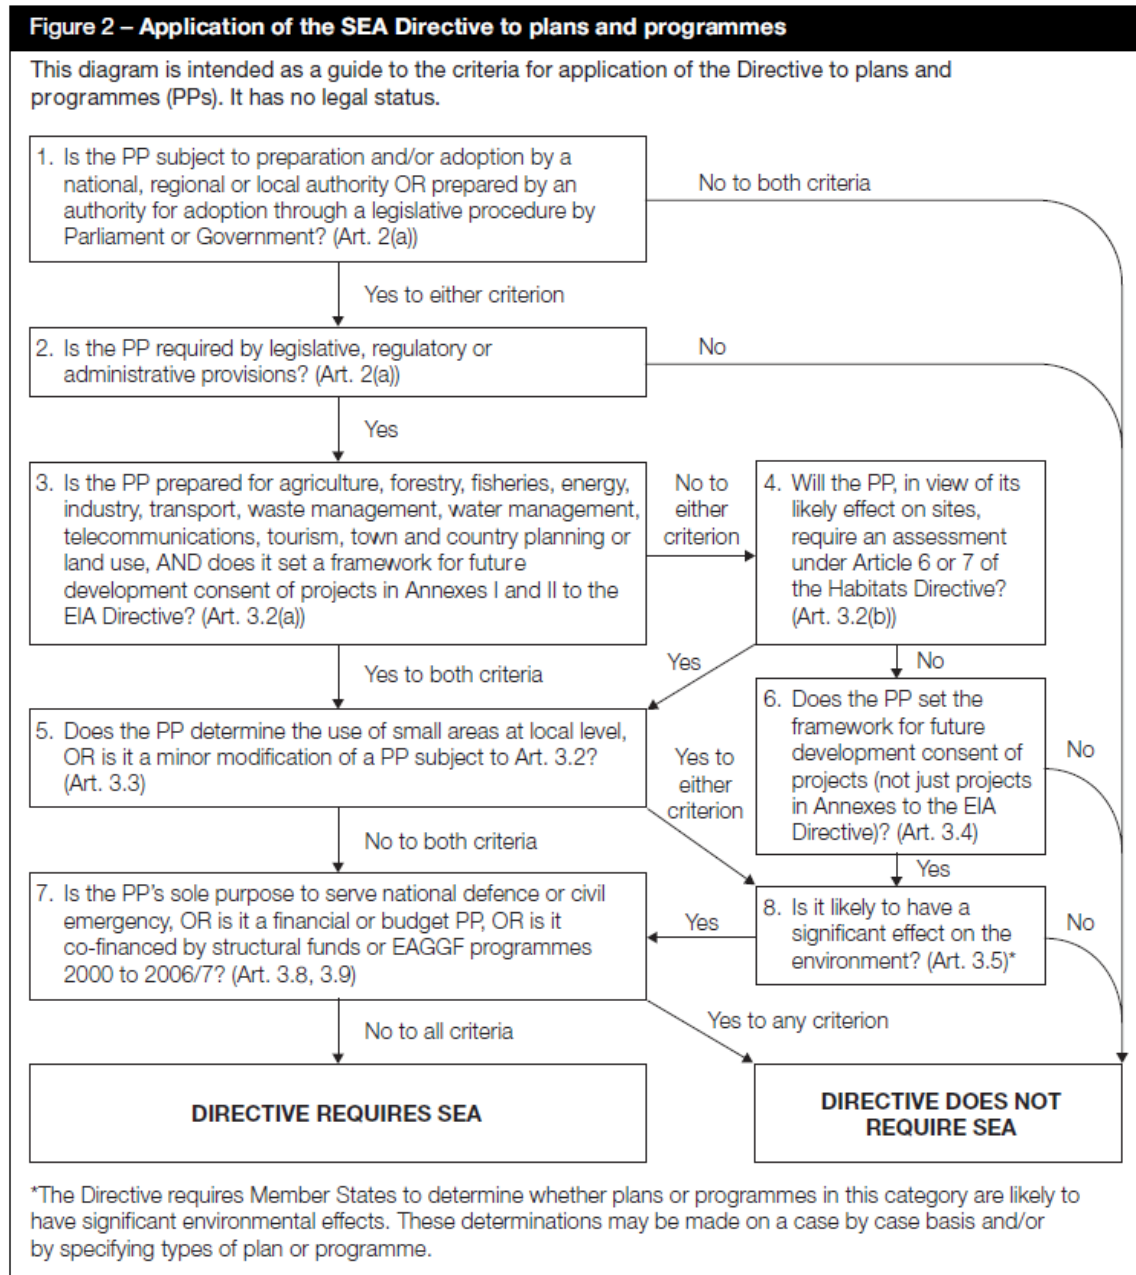 Figure 2 – Application of the SEA Directive to plans and programmes
This diagram is intended as a guide to the criteria for application of the Directive to plans and
programmes (PPs). It has no legal status.
1. Is the PP subject to preparation and/or adoption by a
national, regional or local authority OR prepared by an
authority for adoption through a legislative procedure by
Parliament or Government? (Art. 2(a))
No to both criteria
Yes to either criterion
2. Is the PP required by legislative, regulatory or
administrative provisions? (Art. 2(a))
No
Yes
3. Is the PP prepared for agriculture, forestry, fisheries, energy,
industry, transport, waste management, water management,
telecommunications, tourism, town and country planning or
land use, AND does it set a framework for future
development consent of projects in Annexes I and II to the
EIA Directive? (Art. 3.2(a))
No to
either
criterion
4. Will the PP, in view of its
likely effect on sites,
require an assessment
under Article 6 or 7 of
the Habitats Directive?
(Art. 3.2(b))
Yes to both criteria
Yes
No
5. Does the PP determine the use of small areas at local level,
OR is it a minor modification of a PP subject to Art. 3.2?
(Art. 3.3)
Yes to
either
criterion
6. Does the PP set the
framework for future
development consent of
projects (not just projects
in Annexes to the EIA
Directive)? (Art. 3.4)
No
No to both criteria
Yes
7. Is the PP's sole purpose to serve national defence or civil
emergency, OR is it a financial or budget PP, OR is it
co-financed by structural funds or EAGGF programmes
2000 to 2006/7? (Art. 3.8, 3.9)
Yes
8. Is it likely to have a
significant effect on the
environment? (Art. 3.5)*
No
No to all criteria
Yes to any criterion
DIRECTIVE REQUIRES SEA
DIRECTIVE DOES NOT
REQUIRE SEA
*The Directive requires Member States to determine whether plans or programmes in this category are likely to
have significant environmental effects. These determinations may be made on a case by case basis and/or
by specifying types of plan or programme.